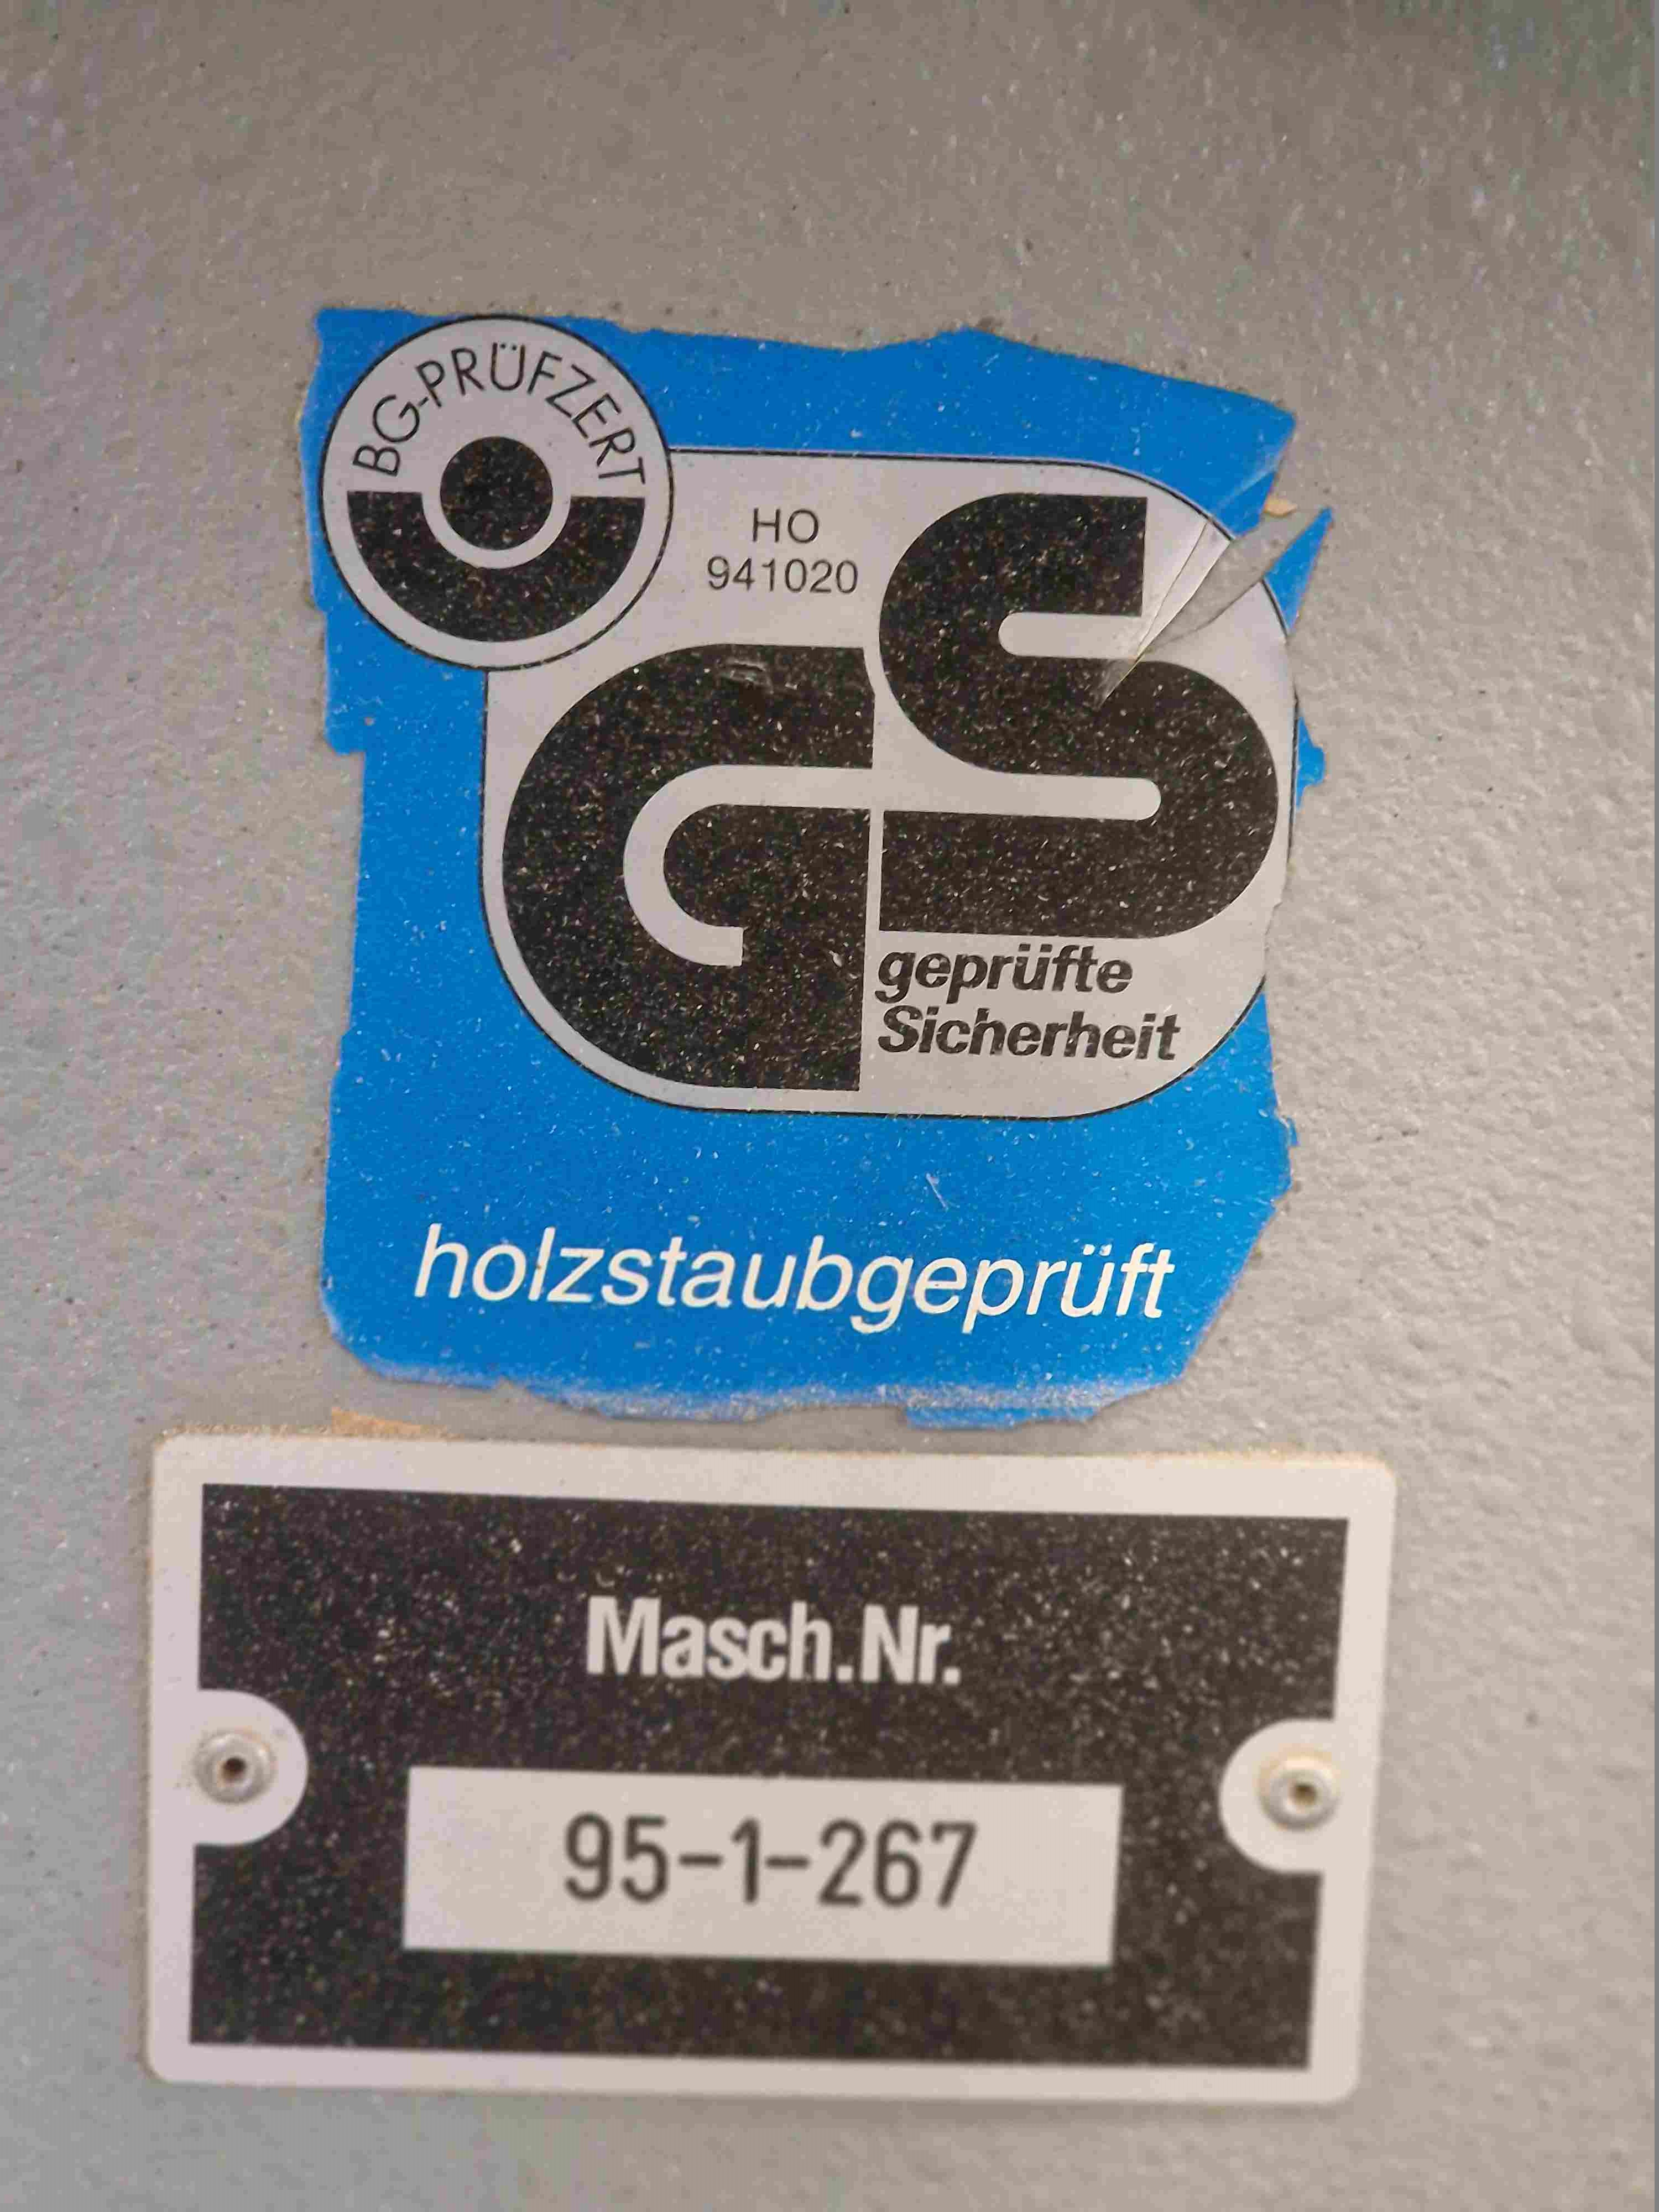 BG-PRÜFZERT
HO
941020
GS
geprüfte
Sicherheit
holzstaubgeprüft
Masch.Nr.
95-1-267